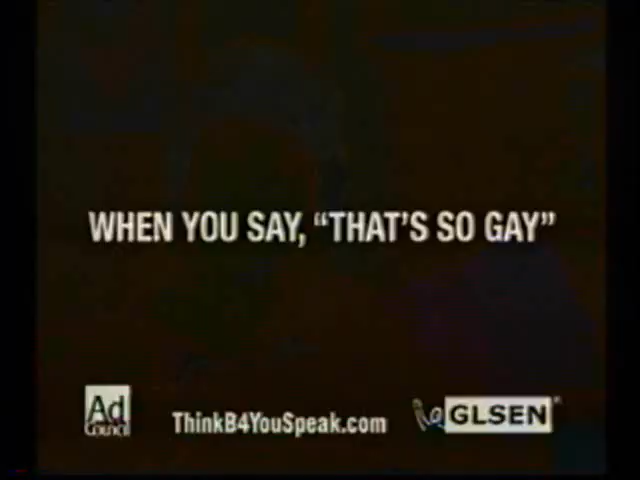 WHEN YOU SAY, “THAT’S SO GAY”
Ad
Council
ThinkB4YouSpeak.com
GLSEN